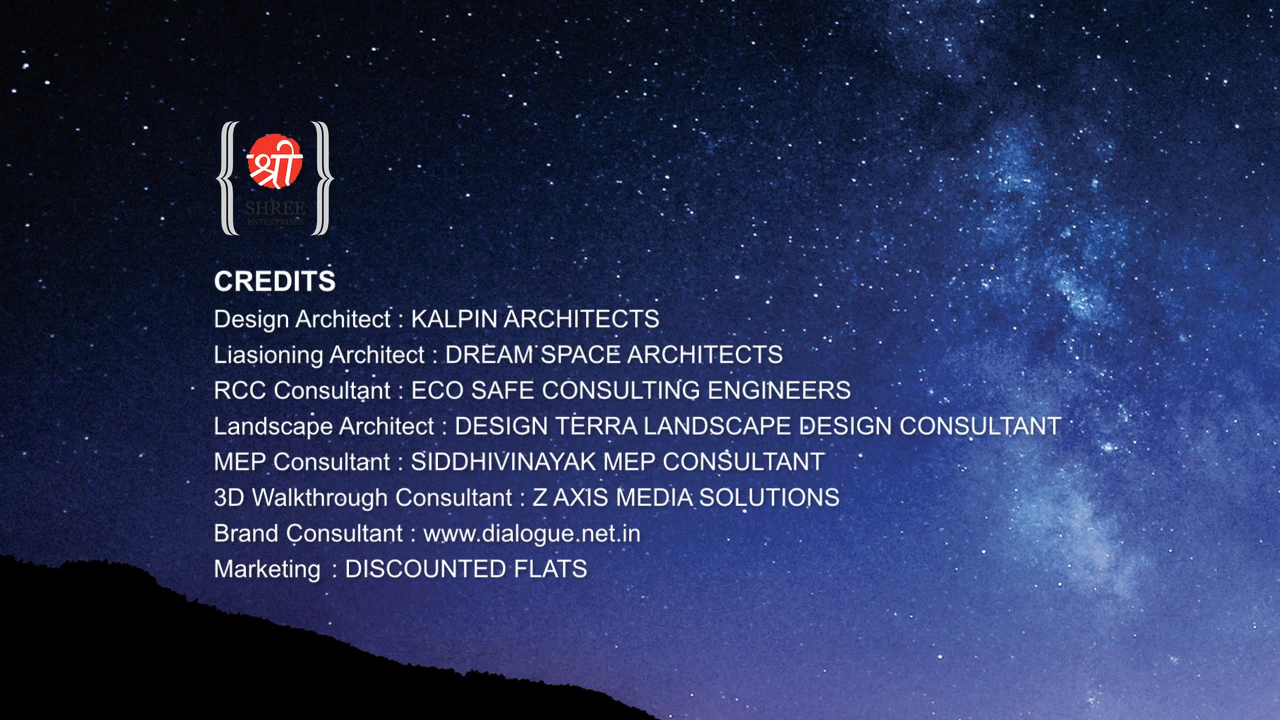 श्री
SHREE
ENTERPRISES
CREDITS
Design Architect : KALPIN ARCHITECTS
Liasioning Architect : DREAM SPACE ARCHITECTS
RCC Consultant : ECO SAFE CONSULTING ENGINEERS
Landscape Architect : DESIGN TERRA LANDSCAPE DESIGN CONSULTANT
MEP Consultant : SIDDHIVINAYAK MEP CONSULTANT
3D Walkthrough Consultant : Z AXIS MEDIA SOLUTIONS
Brand Consultant : www.dialogue.net.in
Marketing : DISCOUNTED FLATS